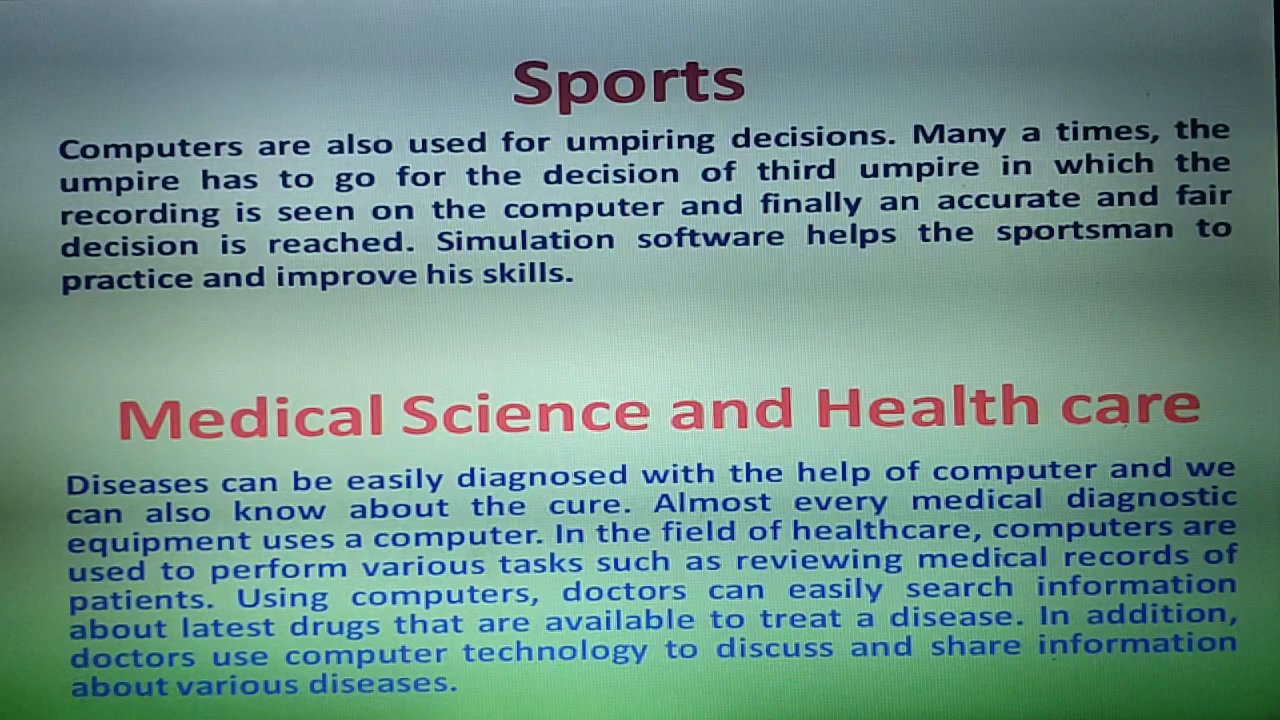 Sports
Computers are also used for umpiring decisions. Many a times, the
umpire has to go for the decision of third umpire in which the
recording is seen on the computer and finally an accurate and fair
decision is reached. Simulation software helps the sportsman to
practice and improve his skills.
Medical Science and Health care
Diseases can be easily diagnosed with the help of computer and we
can also know about the cure. Almost every medical diagnostic
equipment uses a computer. In the field of healthcare, computers are
used to perform various tasks such as reviewing medical records of
patients. Using computers, doctors can easily search information
about latest drugs that are available to treat a disease. In addition,
doctors use computer technology to discuss and share information
about various diseases.